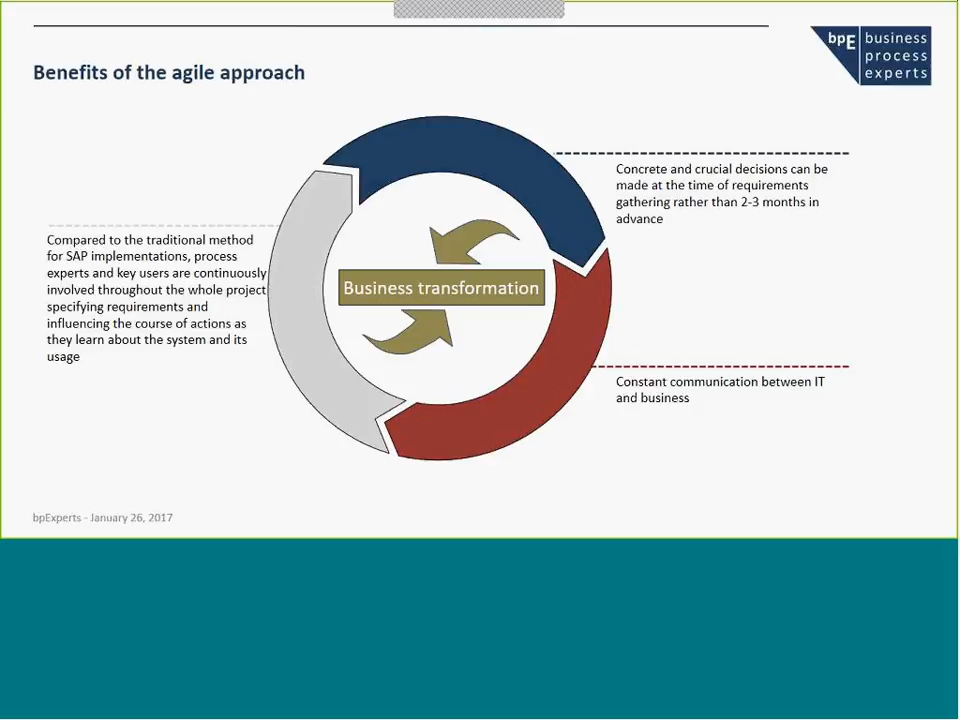 Benefits of the agile approach
bpE
business
process
experts
Concrete and crucial decisions can be
made at the time of requirements
gathering rather than 2-3 months in
advance
Compared to the traditional method
for SAP implementations, process
experts and key users are continuously
involved throughout the whole project
specifying requirements and
influencing the course of actions as
they learn about the system and its
usage
Business transformation
Constant communication between IT
and business
bpExperts - January 26, 2017